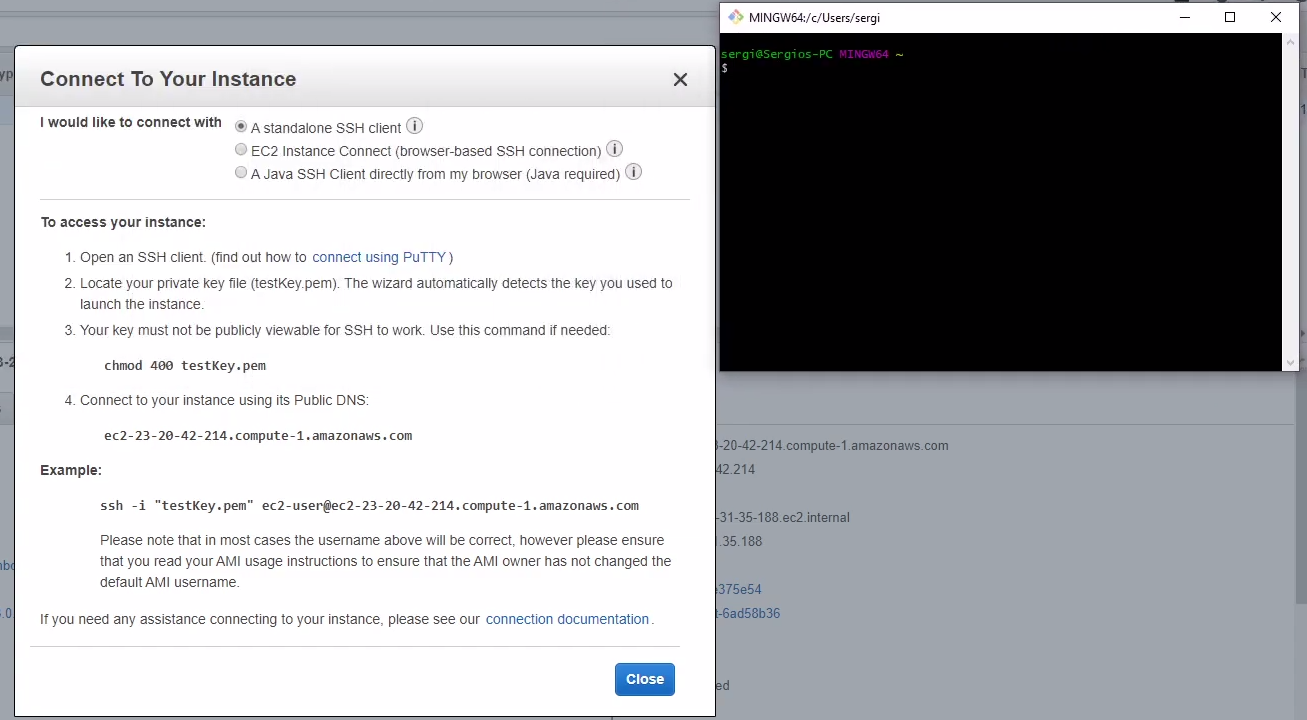 MINGW64:/c/Users/sergi
sergi@Sergios-PC MINGW64 ~
$
Connect To Your Instance
I would like to connect with
A standalone SSH client
EC2 Instance Connect (browser-based SSH connection)
A Java SSH Client directly from my browser (Java required)
To access your instance:
1. Open an SSH client. (find out how to connect using PuTTY )
2. Locate your private key file (testKey.pem). The wizard automatically detects the key you used to
launch the instance.
3. Your key must not be publicly viewable for SSH to work. Use this command if needed:
chmod 400 testKey.pem
4. Connect to your instance using its Public DNS:
ec2-23-20-42-214.compute-1.amazonaws.com
Example:
ssh -i "testKey.pem" ec2-user@ec2-23-20-42-214.compute-1.amazonaws.com
Please note that in most cases the username above will be correct, however please ensure
that you read your AMI usage instructions to ensure that the AMI owner has not changed the
default AMI username.
If you need any assistance connecting to your instance, please see our connection documentation .
Close
3-20-42-214.compute-1.amazonaws.com
42.214
-31-35-188.ec2.internal
.35.188
e375e54
t-6ad58b36
ed